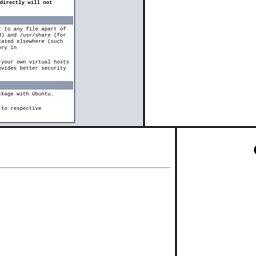 directly will not
to any file apart of
) and /usr/share (for
cated elsewhere (such
ory in
your own virtual hosts
ovides better security
ckage with Ubuntu.
to respective